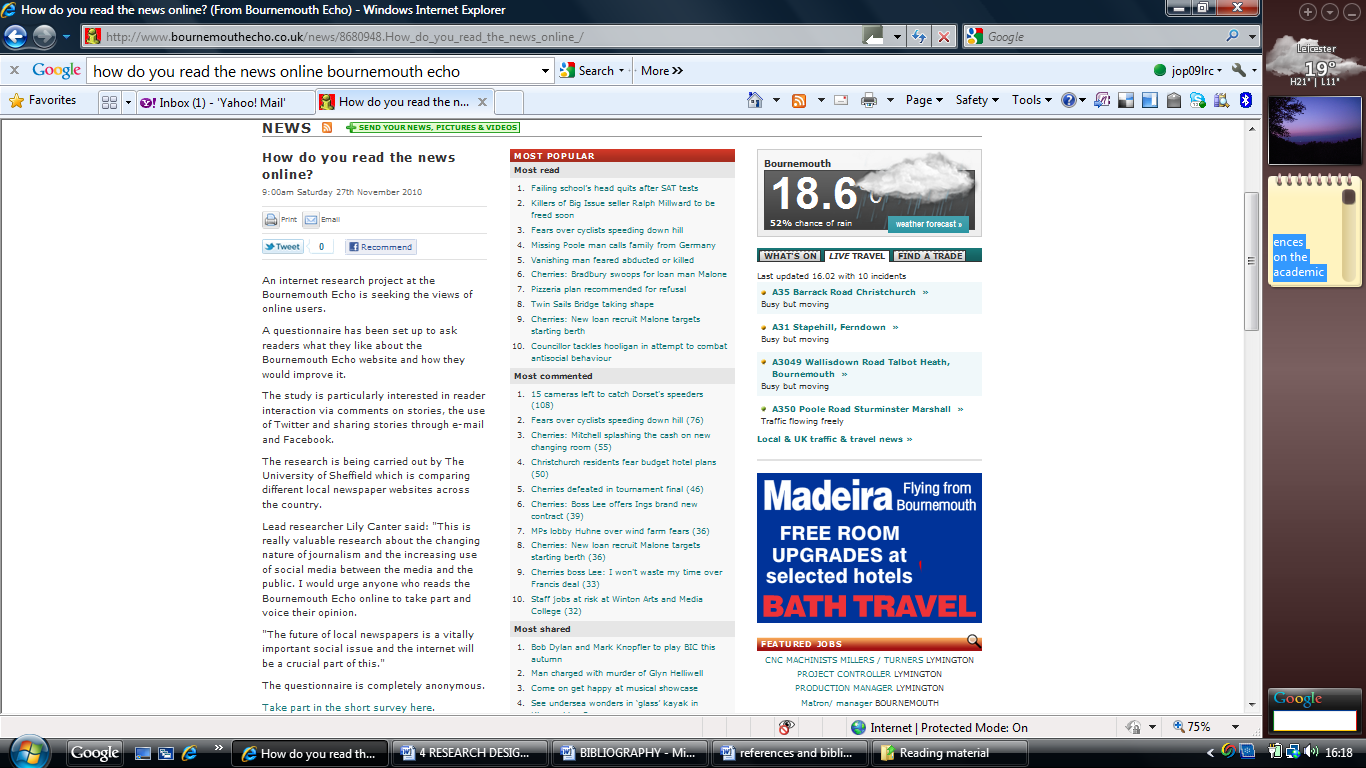 How do you read the news online? (From Bournemouth Echo) - Windows Internet Explorer
http://www.bournemouthecho.co.uk/news/8680948.How_do_you_read_the_news_online_/
Google
Google
how do you read the news online bournemouth echo
Search
More
jop09lrc
Favorites
Inbox (1) - 'Yahoo! Mail'
How do you read the n...
Page
Safety
Tools
NEWS
SEND YOUR NEWS, PICTURES & VIDEOS
How do you read the news
online?
9:00am Saturday 27th November 2010
Print
Email
Tweet
0
Recommend
An internet research project at the
Bournemouth Echo is seeking the views of
online users.
A questionnaire has been set up to ask
readers what they like about the
Bournemouth Echo website and how they
would improve it.
The study is particularly interested in reader
interaction via comments on stories, the use
of Twitter and sharing stories through e-mail
and Facebook.
The research is being carried out by The
University of Sheffield which is comparing
different local newspaper websites across
the country.
Lead researcher Lily Canter said: "This is
really valuable research about the changing
nature of journalism and the increasing use
of social media between the media and the
public. I would urge anyone who reads the
Bournemouth Echo online to take part and
voice their opinion.
"The future of local newspapers is a vitally
important social issue and the internet will
be a crucial part of this."
The questionnaire is completely anonymous.
Take part in the short survey here.
MOST POPULAR
Most read
1. Failing school's head quits after SAT tests
2. Killers of Big Issue seller Ralph Millward to be
freed soon
3. Fears over cyclists speeding down hill
4. Missing Poole man calls family from Germany
5. Vanishing man feared abducted or killed
6. Cherries: Bradbury swoops for loan man Malone
7. Pizzeria plan recommended for refusal
8. Twin Sails Bridge taking shape
9. Cherries: New loan recruit Malone targets
starting berth
10. Councillor tackles hooligan in attempt to combat
antisocial behaviour
Most commented
1. 15 cameras left to catch Dorset's speeders
(108)
2. Fears over cyclists speeding down hill (76)
3. Cherries: Mitchell splashing the cash on new
changing room (55)
4. Christchurch residents fear budget hotel plans
(50)
5. Cherries defeated in tournament final (46)
6. Cherries: Boss Lee offers Ings brand new
contract (39)
7. MPs lobby Huhne over wind farm fears (36)
8. Cherries: New loan recruit Malone targets
starting berth (36)
9. Cherries boss Lee: I won't waste my time over
Francis deal (33)
10. Staff jobs at risk at Winton Arts and Media
College (32)
Most shared
1. Bob Dylan and Mark Knopfler to play BIC this
autumn
2. Man charged with murder of Glyn Helliwell
3. Come on get happy at musical showcase
4. See undersea wonders in 'glass' kayak in
Bournemouth
18.6 C
52% chance of rain
weather forecast »
WHAT'S ON
LIVE TRAVEL
FIND A TRADE
Last updated 16.02 with 10 incidents
A35 Barrack Road Christchurch »
Busy but moving
A31 Stapehill, Ferndown »
Busy but moving
A3049 Wallisdown Road Talbot Heath,
Bournemouth »
Busy but moving
A350 Poole Road Sturminster Marshall »
Traffic flowing freely
Local & UK traffic & travel news »
Madeira
Flying from
Bournemouth
FREE ROOM
UPGRADES at
selected hotels
BATH TRAVEL
FEATURED JOBS
CNC MACHINISTS MILLERS / TURNERS LYMINGTON
PROJECT CONTROLLER LYMINGTON
PRODUCTION MANAGER LYMINGTON
Matron/ manager BOURNEMOUTH
Leicester
19°
H21° | L11°
ences
on the
academic
Google
Internet | Protected Mode: On
75%
Google
How do you read th...
4 RESEARCH DESIG...
BIBLIOGRAPHY - Mi...
references and bibli...
Reading material
16:18